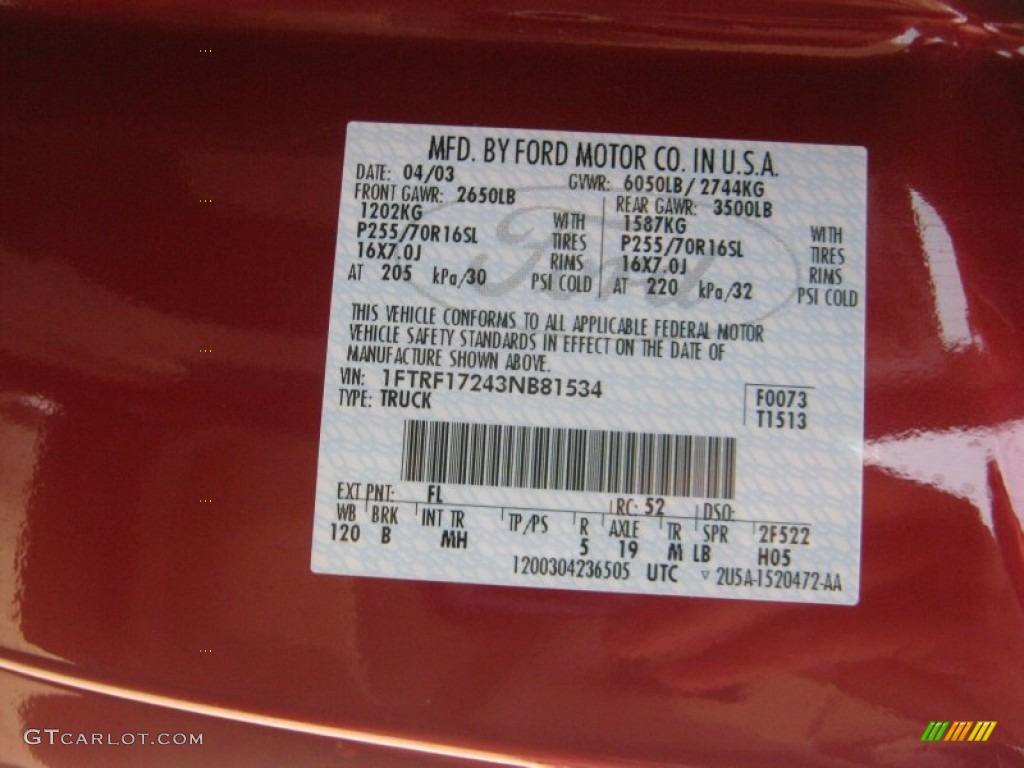 MFD. BY FORD MOTOR CO. IN U.S.A.
DATE: 04/03 GVWR: 6050LB/ 2744KG
FRONT GAWR: 2650LB REAR GAWR: 3500LB
1202KG WITH 1587KG WITH
P255/70R16SL TIRES P255/70R16SL TIRES
16X7.0J RIMS 16X7.0J RIMS
AT 205 kPa/30 PSI COLD AT 220 kPa/32 PSI COLD
Ford
THIS VEHICLE CONFORMS TO ALL APPLICABLE FEDERAL MOTOR
VEHICLE SAFETY STANDARDS IN EFFECT ON THE DATE OF
MANUFACTURE SHOWN ABOVE.
VIN: 1FTRF17243NB81534
TYPE: TRUCK
F0073
T1513
EXT PNT: FL RC: 52 DSO:
WB BRK INT TR TP/PS R AXLE TR SPR 2F522
120 B MH 5 19 M LB H05
1200304236505 UTC ▿ 2U5A-1520472-AA
GTCARLOT.COM